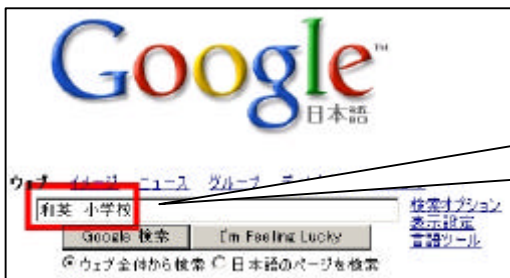 Google™
日本語
ウェブ イメージ ニュース グループ
和英 小学校
検索オプション
Google 検索 I'm Feeling Lucky
表示設定
言語ツール
ウェブ全体から検索 日本語のページを検索